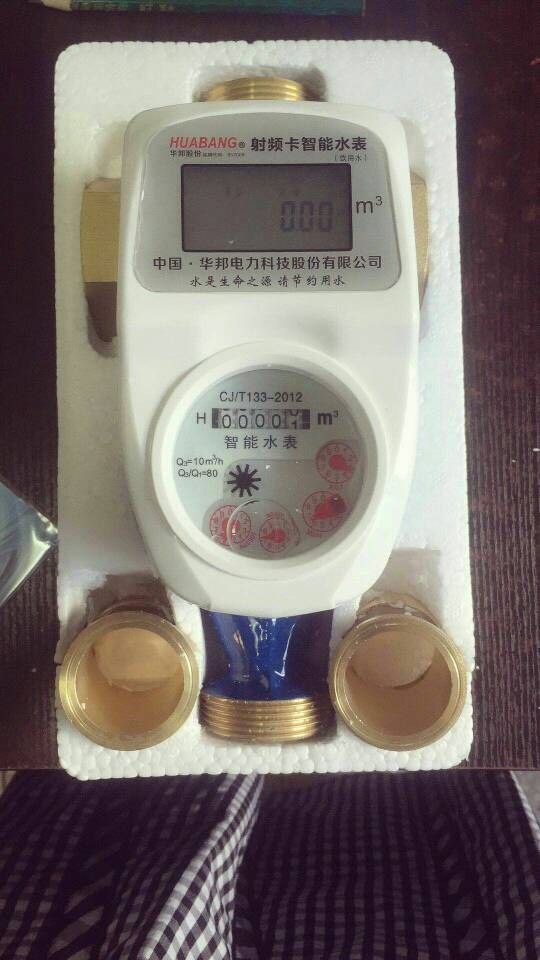 HUABANG® 射频卡智能水表
华邦股份 (饮用水)
0.00 m³
中国·华邦电力科技股份有限公司
水是生命之源 请节约用水
CJ/T133-2012
H 00001 m³
智能水表
Q₃=10m³/h
Q₃/Q₁=80